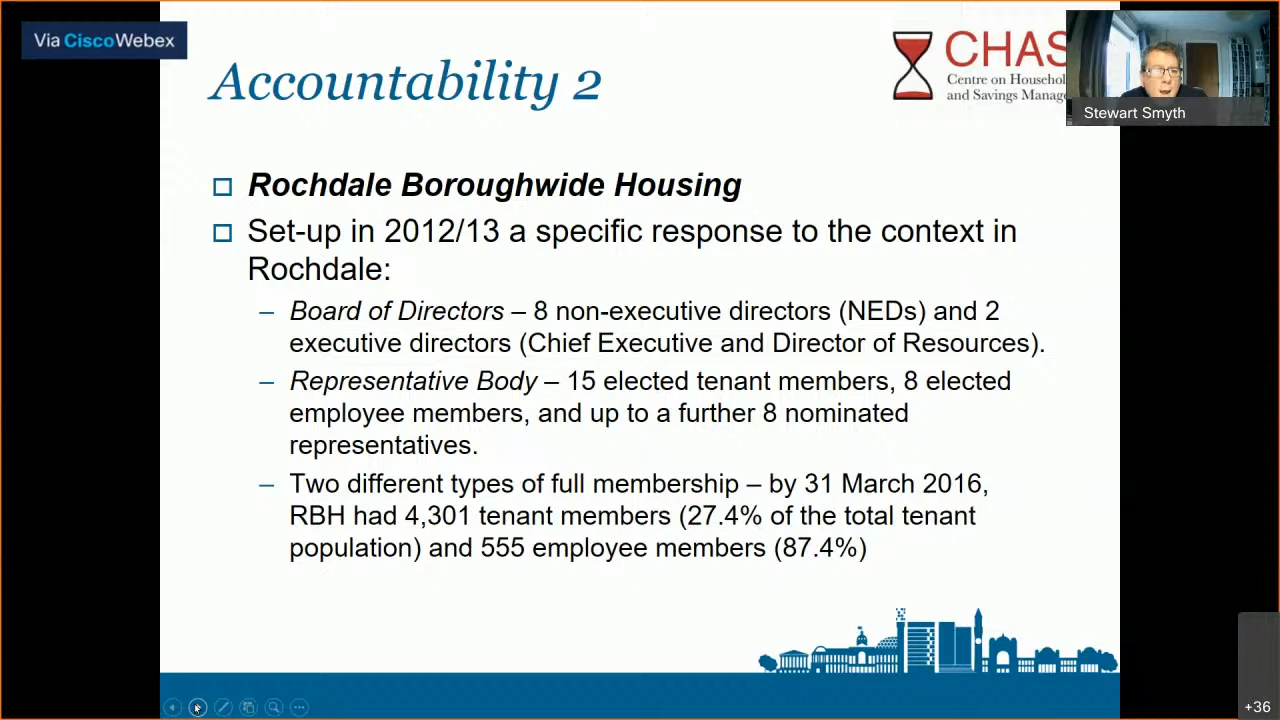 Via Cisco Webex
Accountability 2
CHAS
Centre on Household
and Savings Manage
Stewart Smyth
Rochdale Boroughwide Housing
Set-up in 2012/13 a specific response to the context in
Rochdale:
– Board of Directors – 8 non-executive directors (NEDs) and 2
executive directors (Chief Executive and Director of Resources).
– Representative Body – 15 elected tenant members, 8 elected
employee members, and up to a further 8 nominated
representatives.
– Two different types of full membership – by 31 March 2016,
RBH had 4,301 tenant members (27.4% of the total tenant
population) and 555 employee members (87.4%)
+36